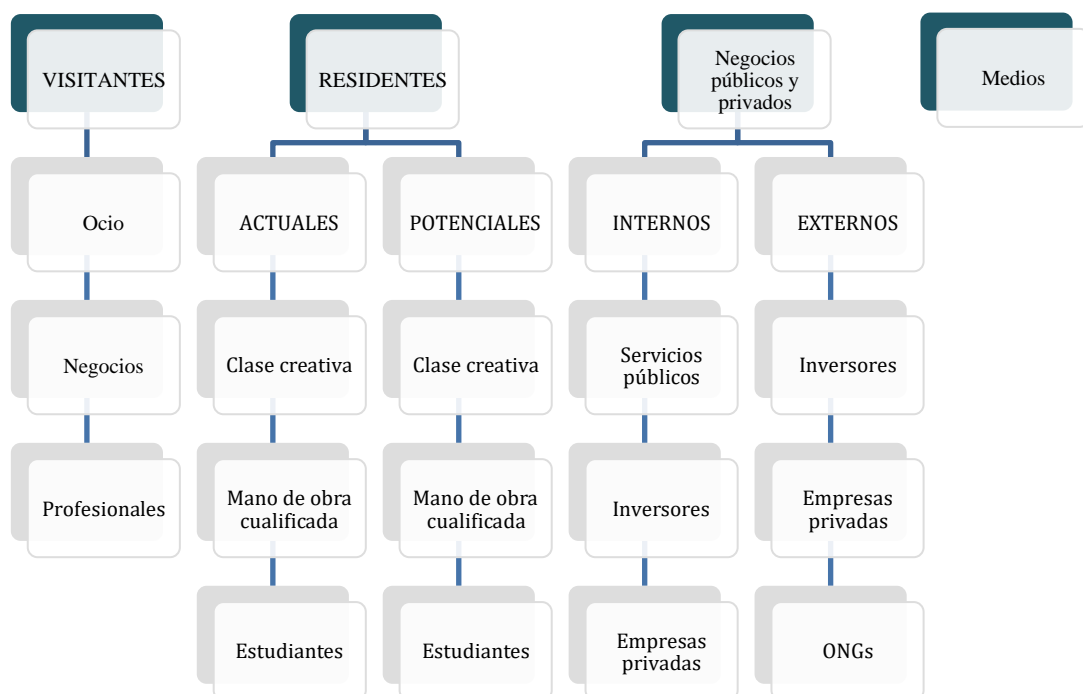 VISITANTES
RESIDENTES
Negocios
públicos y
privados
Medios
Ocio
ACTUALES
POTENCIALES
INTERNOS
EXTERNOS
Negocios
Clase creativa
Clase creativa
Servicios
públicos
Inversores
Profesionales
Mano de obra
cualificada
Mano de obra
cualificada
Inversores
Empresas
privadas
Estudiantes
Estudiantes
Empresas
privadas
ONGs